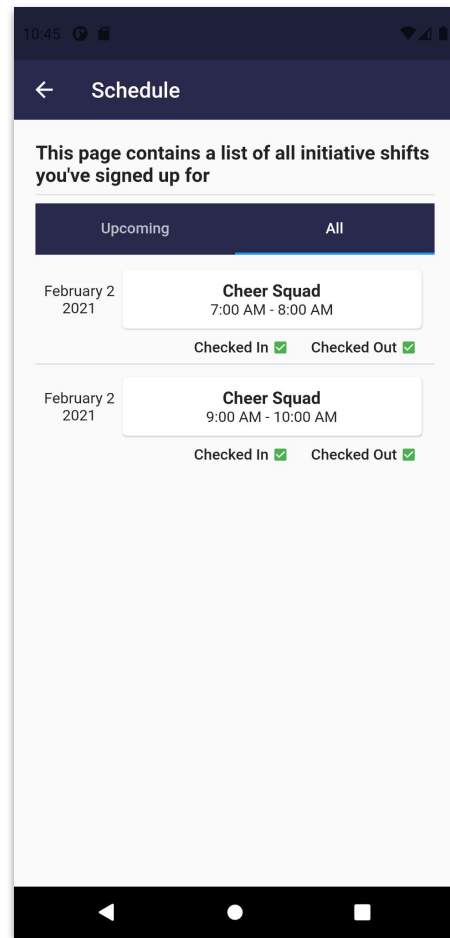 10:45
Schedule
This page contains a list of all initiative shifts
you've signed up for
Upcoming All
February 2
2021
Cheer Squad
7:00 AM - 8:00 AM
Checked In Checked Out
February 2
2021
Cheer Squad
9:00 AM - 10:00 AM
Checked In Checked Out